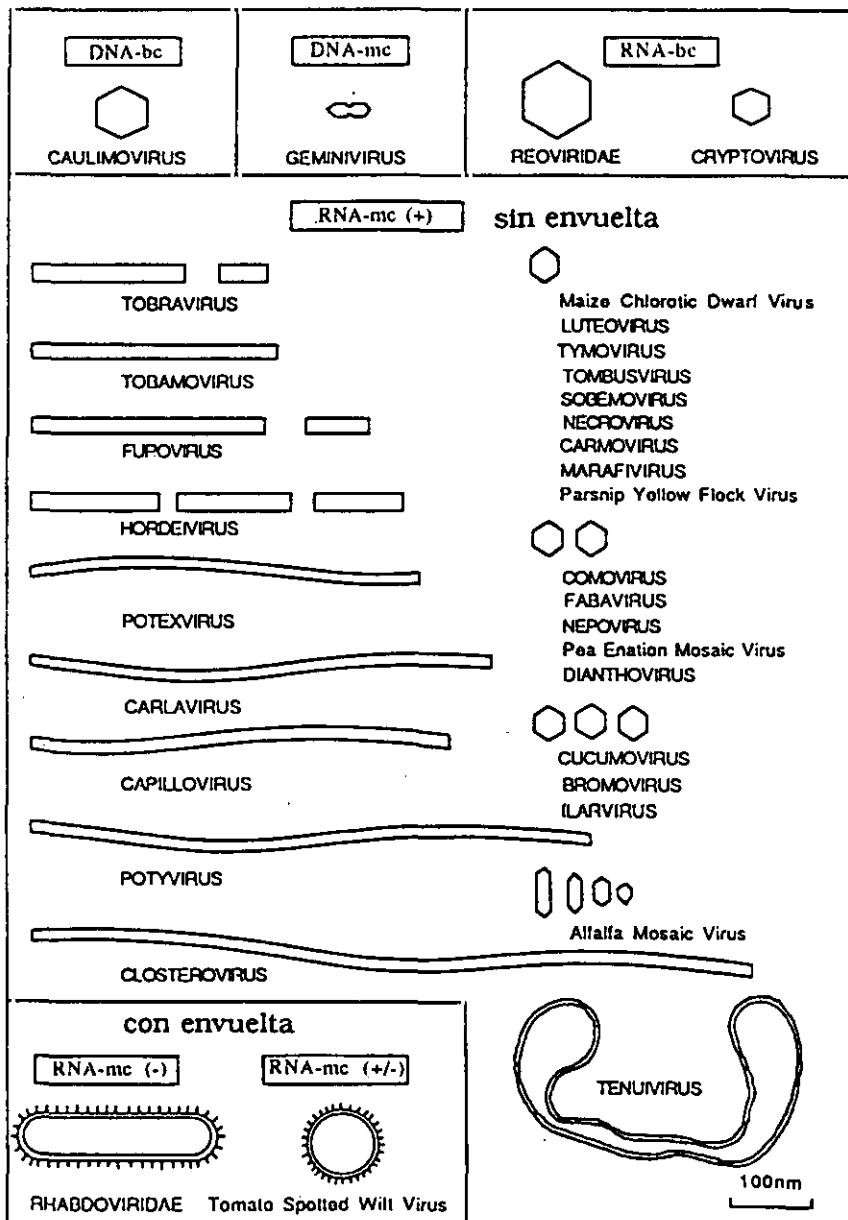 DNA-bc
CAULIMOVIRUS
DNA-mc
GEMINIVIRUS
RNA-bc
REOVIRIDAE CRYPTOVIRUS
RNA-mc (+) sin envuelta
TOBRAVIRUS
TOBAMOVIRUS
FUPOVIRUS
HORDEIVIRUS
POTEXVIRUS
CARLAVIRUS
CAPILLOVIRUS
POTYVIRUS
CLOSTEROVIRUS
Maize Chlorotic Dwarf Virus
LUTEOVIRUS
TYMOVIRUS
TOMBUSVIRUS
SOBEMOVIRUS
NECROVIRUS
CARMOVIRUS
MARAFIVIRUS
Parsnip Yellow Flock Virus
COMOVIRUS
FABAVIRUS
NEPOVIRUS
Pea Enation Mosaic Virus
DIANTHOVIRUS
CUCUMOVIRUS
BROMOVIRUS
ILARVIRUS
Alfalfa Mosaic Virus
con envuelta
RNA-mc (-)
RHABDOVIRIDAE
RNA-mc (+/-)
Tomato Spotted Wilt Virus
TENUIVIRUS
100nm